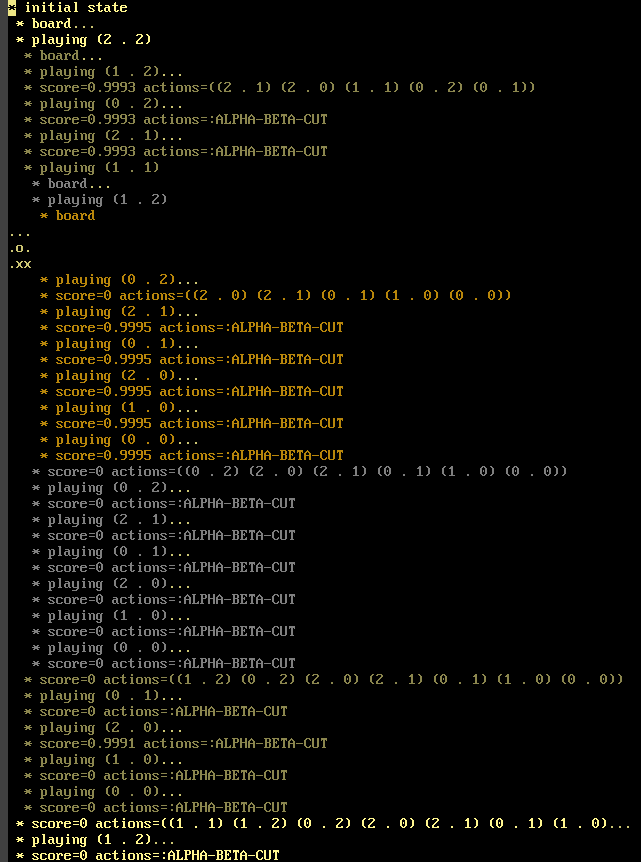 * initial state
* board...
* playing (2 . 2)
* board...
* playing (1 . 2)...
* score=0.9993 actions=((2 . 1) (2 . 0) (1 . 1) (0 . 2) (0 . 1))
* playing (0 . 2)...
* score=0.9993 actions=:ALPHA-BETA-CUT
* playing (2 . 1)...
* score=0.9993 actions=:ALPHA-BETA-CUT
* playing (1 . 1)
* board...
* playing (1 . 2)
* board
...
.o.
.xx
* playing (0 . 2)...
* score=0 actions=((2 . 0) (2 . 1) (0 . 1) (1 . 0) (0 . 0))
* playing (2 . 1)...
* score=0.9995 actions=:ALPHA-BETA-CUT
* playing (0 . 1)...
* score=0.9995 actions=:ALPHA-BETA-CUT
* playing (2 . 0)...
* score=0.9995 actions=:ALPHA-BETA-CUT
* playing (1 . 0)...
* score=0.9995 actions=:ALPHA-BETA-CUT
* playing (0 . 0)...
* score=0.9995 actions=:ALPHA-BETA-CUT
* score=0 actions=((0 . 2) (2 . 0) (2 . 1) (0 . 1) (1 . 0) (0 . 0))
* playing (0 . 2)...
* score=0 actions=:ALPHA-BETA-CUT
* playing (2 . 1)...
* score=0 actions=:ALPHA-BETA-CUT
* playing (0 . 1)...
* score=0 actions=:ALPHA-BETA-CUT
* playing (2 . 0)...
* score=0 actions=:ALPHA-BETA-CUT
* playing (1 . 0)...
* score=0 actions=:ALPHA-BETA-CUT
* playing (0 . 0)...
* score=0 actions=:ALPHA-BETA-CUT
* score=0 actions=((1 . 2) (0 . 2) (2 . 0) (2 . 1) (0 . 1) (1 . 0) (0 . 0))
* playing (0 . 1)...
* score=0 actions=:ALPHA-BETA-CUT
* playing (2 . 0)...
* score=0.9991 actions=:ALPHA-BETA-CUT
* playing (1 . 0)...
* score=0 actions=:ALPHA-BETA-CUT
* playing (0 . 0)...
* score=0 actions=:ALPHA-BETA-CUT
* score=0 actions=((1 . 1) (1 . 2) (0 . 2) (2 . 0) (2 . 1) (0 . 1) (1 . 0)...
* playing (1 . 2)...
* score=0 actions=:ALPHA-BETA-CUT